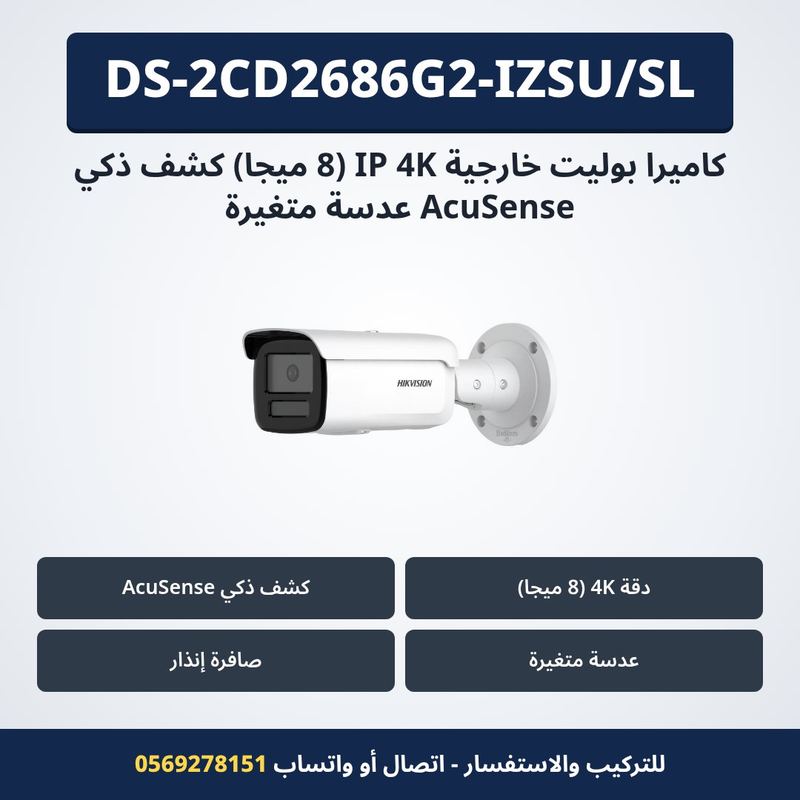 DS-2CD2686G2-IZSU/SL
كاميرا بوليت خارجية IP 4K (8 ميجا) كشف ذكي
AcuSense عدسة متغيرة
HIKVISION
دقة 4K (8 ميجا)
كشف ذكي AcuSense
عدسة متغيرة
صافرة إنذار
للتركيب والاستفسار - اتصال أو واتساب 0569278151